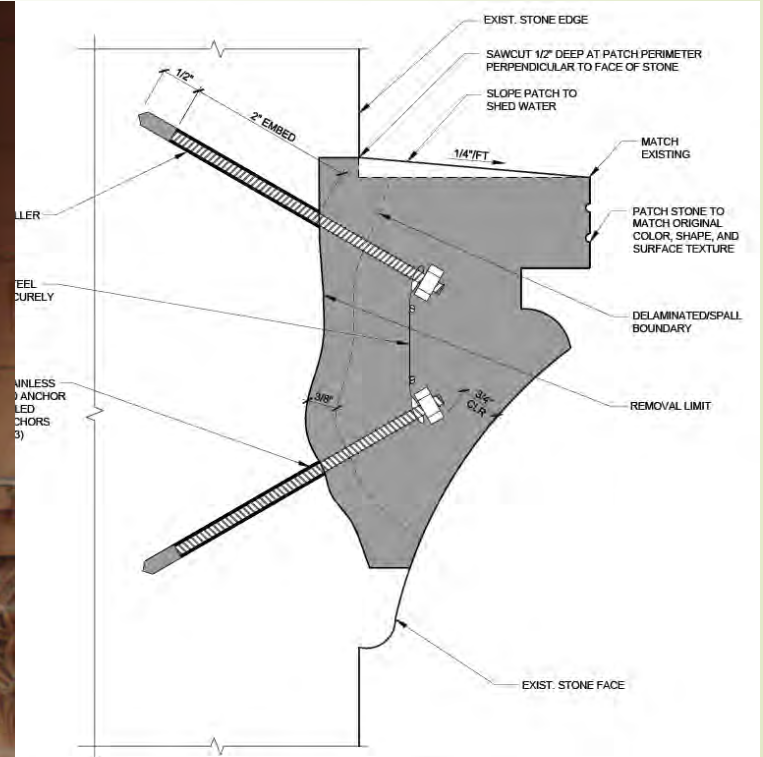 EXIST. STONE EDGE
SAWCUT 1/2" DEEP AT PATCH PERIMETER
PERPENDICULAR TO FACE OF STONE
SLOPE PATCH TO
SHED WATER
1/2"
2" EMBED
1/4"/FT
MATCH
EXISTING
LLER
PATCH STONE TO
MATCH ORIGINAL
COLOR, SHAPE, AND
SURFACE TEXTURE
TEEL
CURELY
DELAMINATED/SPALL
BOUNDARY
AINLESS
D ANCHOR
LED
CHORS
3)
3/8"
3/4"
CLR
REMOVAL LIMIT
EXIST. STONE FACE